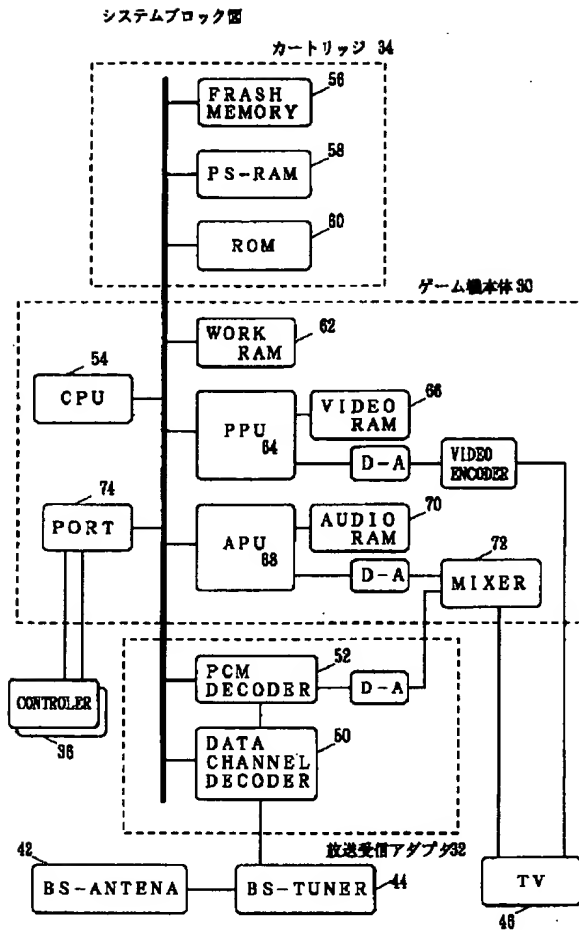 システムブロック図
カートリッジ 34
56
FRASH
MEMORY
58
PS-RAM
60
ROM
ゲーム機本体30
62
WORK
RAM
54
CPU
66
VIDEO
RAM
PPU
64
D-A
VIDEO
ENCODER
74
PORT
70
AUDIO
RAM
APU
68
D-A
72
MIXER
52
PCM
DECODER
D-A
CONTROLER
36
50
DATA
CHANNEL
DECODER
放送受信アダプタ32
42
BS-ANTENA
BS-TUNER
44
TV
46